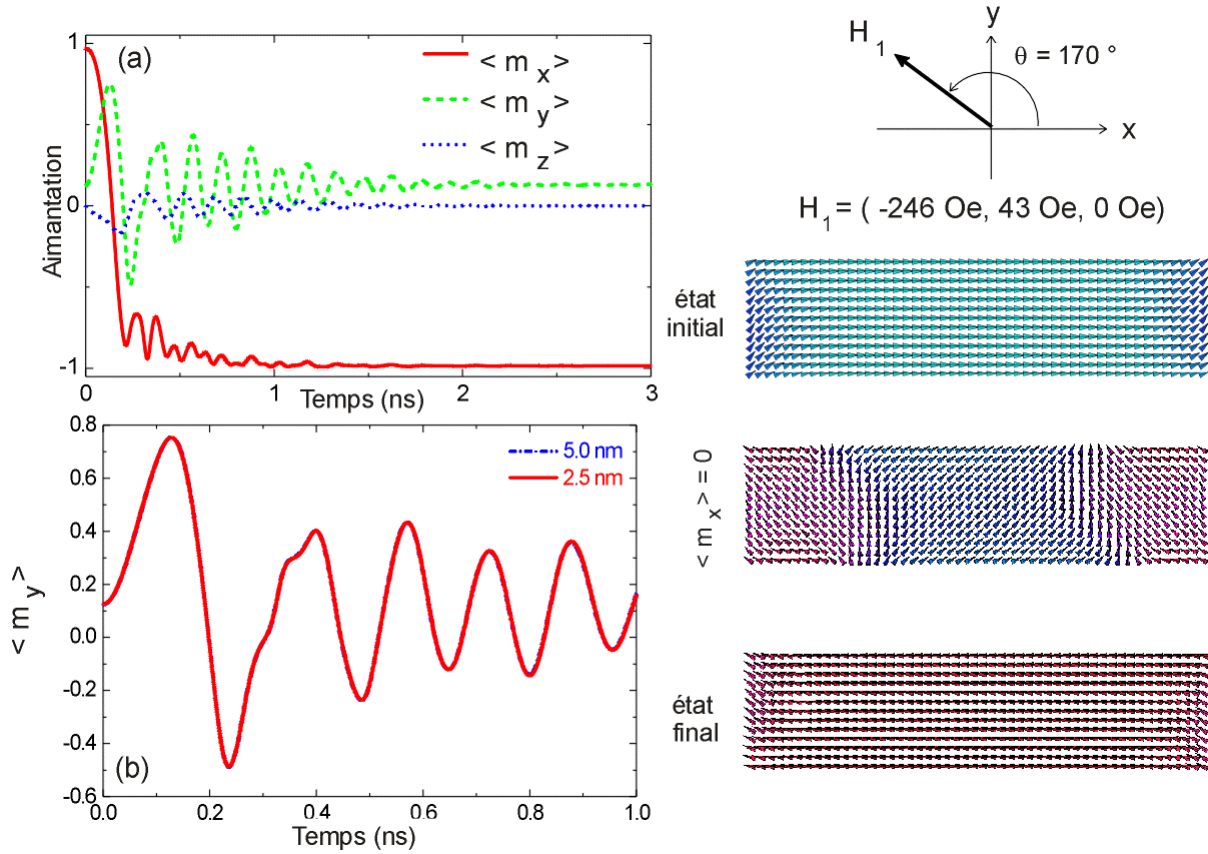 (a)
1
0
-1
Aimantation
< m x >
< m y >
< m z >
0
1
2
3
Temps (ns)
y
H 1
θ = 170 °
x
H 1 = ( -246 Oe, 43 Oe, 0 Oe)
état
initial
< m x > = 0
état
final
(b)
0.8
0.6
0.4
0.2
0.0
-0.2
-0.4
-0.6
< m y >
5.0 nm
2.5 nm
0.0
0.2
0.4
0.6
0.8
1.0
Temps (ns)